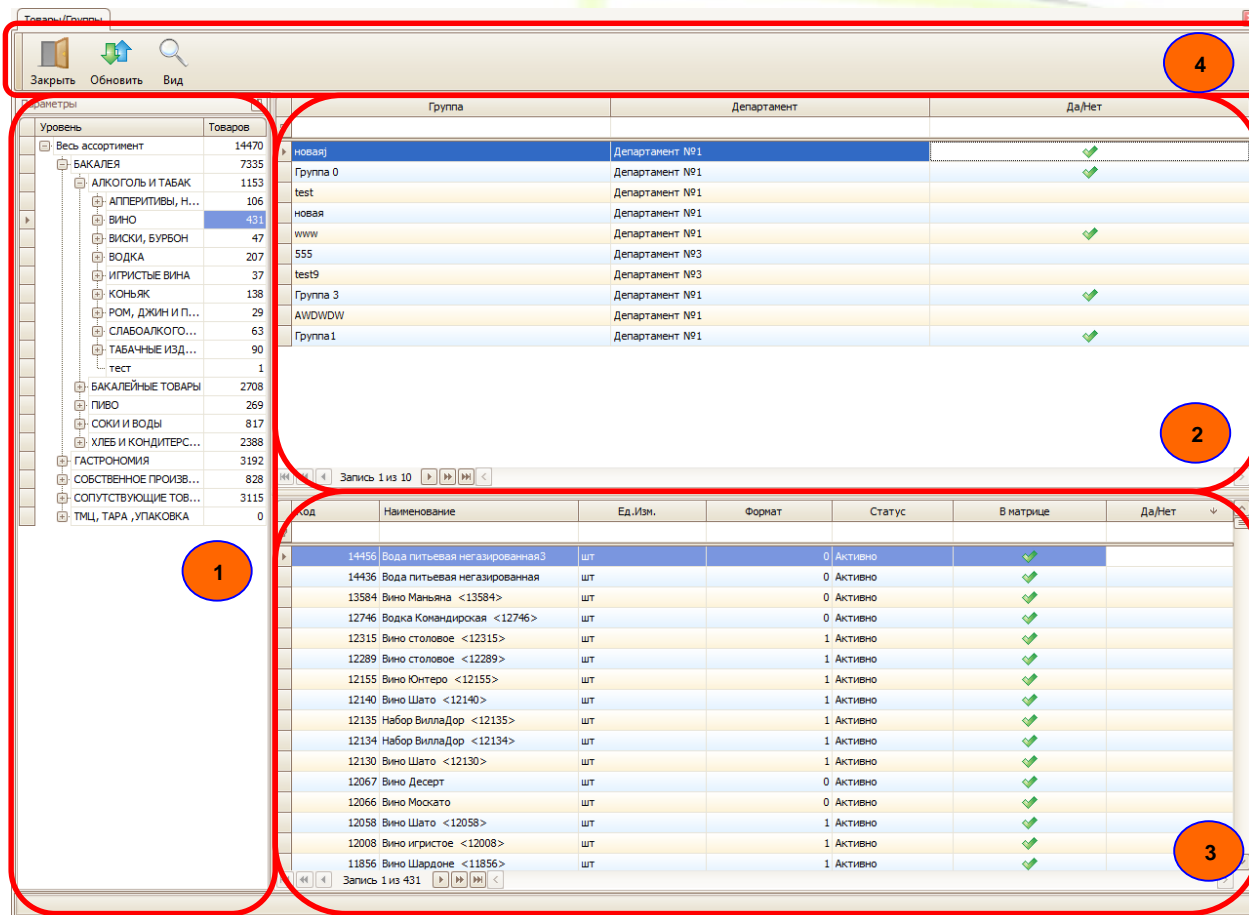 Товары/Группы
Закрыть Обновить Вид
4
Параметры
Уровень Товаров
Весь ассортимент 14470
БАКАЛЕЯ 7335
АЛКОГОЛЬ И ТАБАК 1153
АППЕРИТИВЫ, Н... 106
ВИНО 431
ВИСКИ, БУРБОН 47
ВОДКА 207
ИГРИСТЫЕ ВИНА 37
КОНЬЯК 138
РОМ, ДЖИН И П... 29
СЛАБОАЛКОГО... 63
ТАБАЧНЫЕ ИЗД... 90
тест 1
БАКАЛЕЙНЫЕ ТОВАРЫ 2708
ПИВО 269
СОКИ И ВОДЫ 817
ХЛЕБ И КОНДИТЕРС... 2388
ГАСТРОНОМИЯ 3192
СОБСТВЕННОЕ ПРОИЗВ... 828
СОПУТСТВУЮЩИЕ ТОВ... 3115
ТМЦ, ТАРА ,УПАКОВКА 0
1
Группа Департамент Да/Нет
новаяj Департамент №1
Группа 0 Департамент №1
test Департамент №1
новая Департамент №1
www Департамент №1
555 Департамент №3
test9 Департамент №3
Группа 3 Департамент №1
AWDWDW Департамент №1
Группа1 Департамент №1
2
Запись 1 из 10
Код Наименование Ед.Изм. Формат Статус В матрице Да/Нет
14456 Вода питьевая негазированная3 шт 0 Активно
14436 Вода питьевая негазированная шт 0 Активно
13584 Вино Маньяна <13584> шт 0 Активно
12746 Водка Командирская <12746> шт 0 Активно
12315 Вино столовое <12315> шт 1 Активно
12289 Вино столовое <12289> шт 1 Активно
12155 Вино Юнтеро <12155> шт 1 Активно
12140 Вино Шато <12140> шт 1 Активно
12135 Набор ВиллаДор <12135> шт 1 Активно
12134 Набор ВиллаДор <12134> шт 1 Активно
12130 Вино Шато <12130> шт 1 Активно
12067 Вино Десерт шт 0 Активно
12066 Вино Москато шт 0 Активно
12058 Вино Шато <12058> шт 1 Активно
12008 Вино игристое <12008> шт 1 Активно
11856 Вино Шардоне <11856> шт 1 Активно
3
Запись 1 из 431